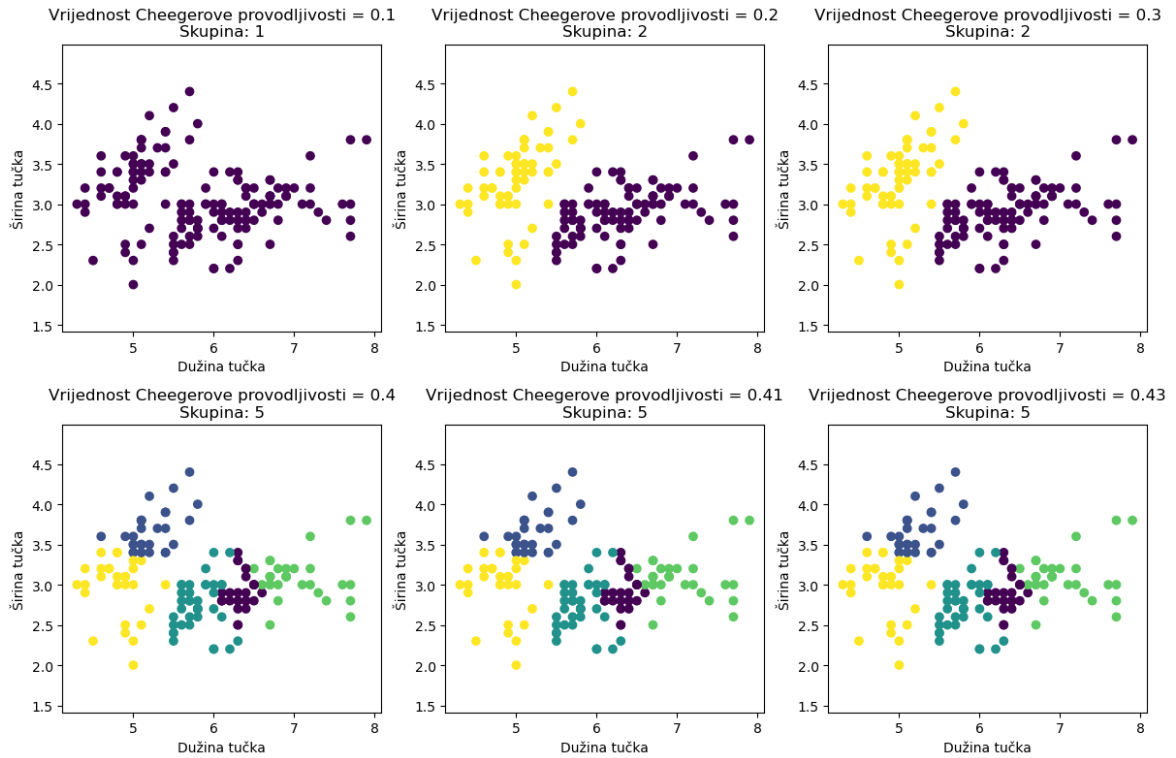 Vrijednost Cheegerove provodljivosti = 0.1
Skupina: 1
Vrijednost Cheegerove provodljivosti = 0.2
Skupina: 2
Vrijednost Cheegerove provodljivosti = 0.3
Skupina: 2
4.5
4.0
3.5
3.0
2.5
2.0
1.5
Širina tučka
5 6 7 8
Dužina tučka
4.5
4.0
3.5
3.0
2.5
2.0
1.5
Širina tučka
5 6 7 8
Dužina tučka
4.5
4.0
3.5
3.0
2.5
2.0
1.5
Širina tučka
5 6 7 8
Dužina tučka
Vrijednost Cheegerove provodljivosti = 0.4
Skupina: 5
Vrijednost Cheegerove provodljivosti = 0.41
Skupina: 5
Vrijednost Cheegerove provodljivosti = 0.43
Skupina: 5
4.5
4.0
3.5
3.0
2.5
2.0
1.5
Širina tučka
5 6 7 8
Dužina tučka
4.5
4.0
3.5
3.0
2.5
2.0
1.5
Širina tučka
5 6 7 8
Dužina tučka
4.5
4.0
3.5
3.0
2.5
2.0
1.5
Širina tučka
5 6 7 8
Dužina tučka